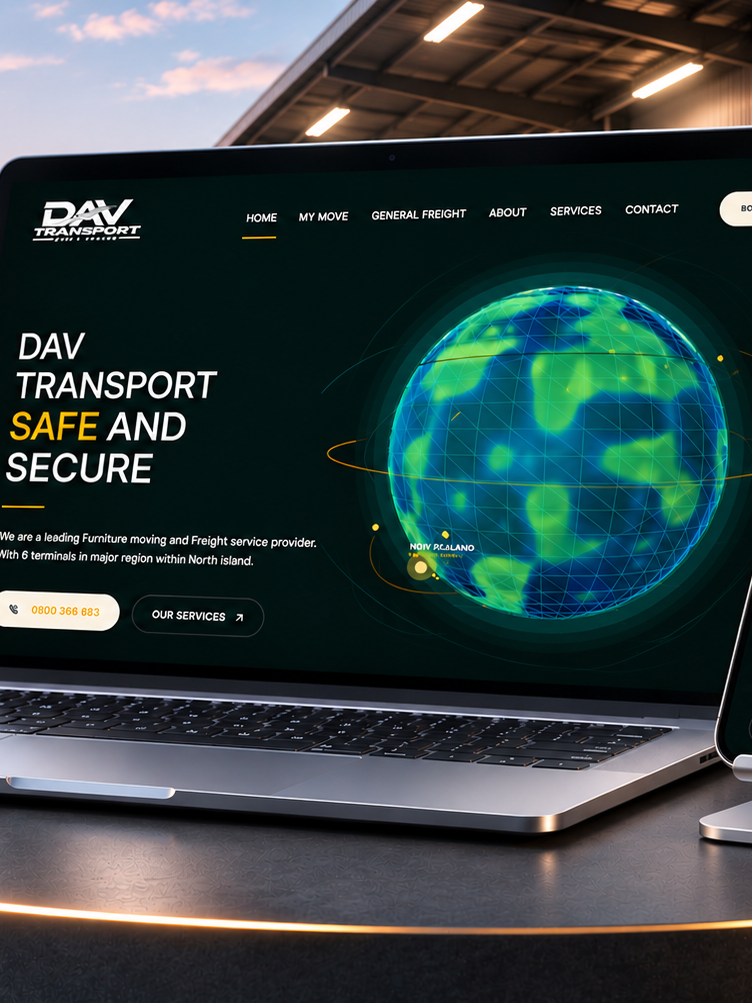 DAV
TRANSPORT
HOME
MY MOVE
GENERAL FREIGHT
ABOUT
SERVICES
CONTACT
BO
DAV
TRANSPORT
SAFE AND
SECURE
We are a leading Furniture moving and Freight service provider.
With 6 terminals in major region within North island.
0800 366 683
OUR SERVICES